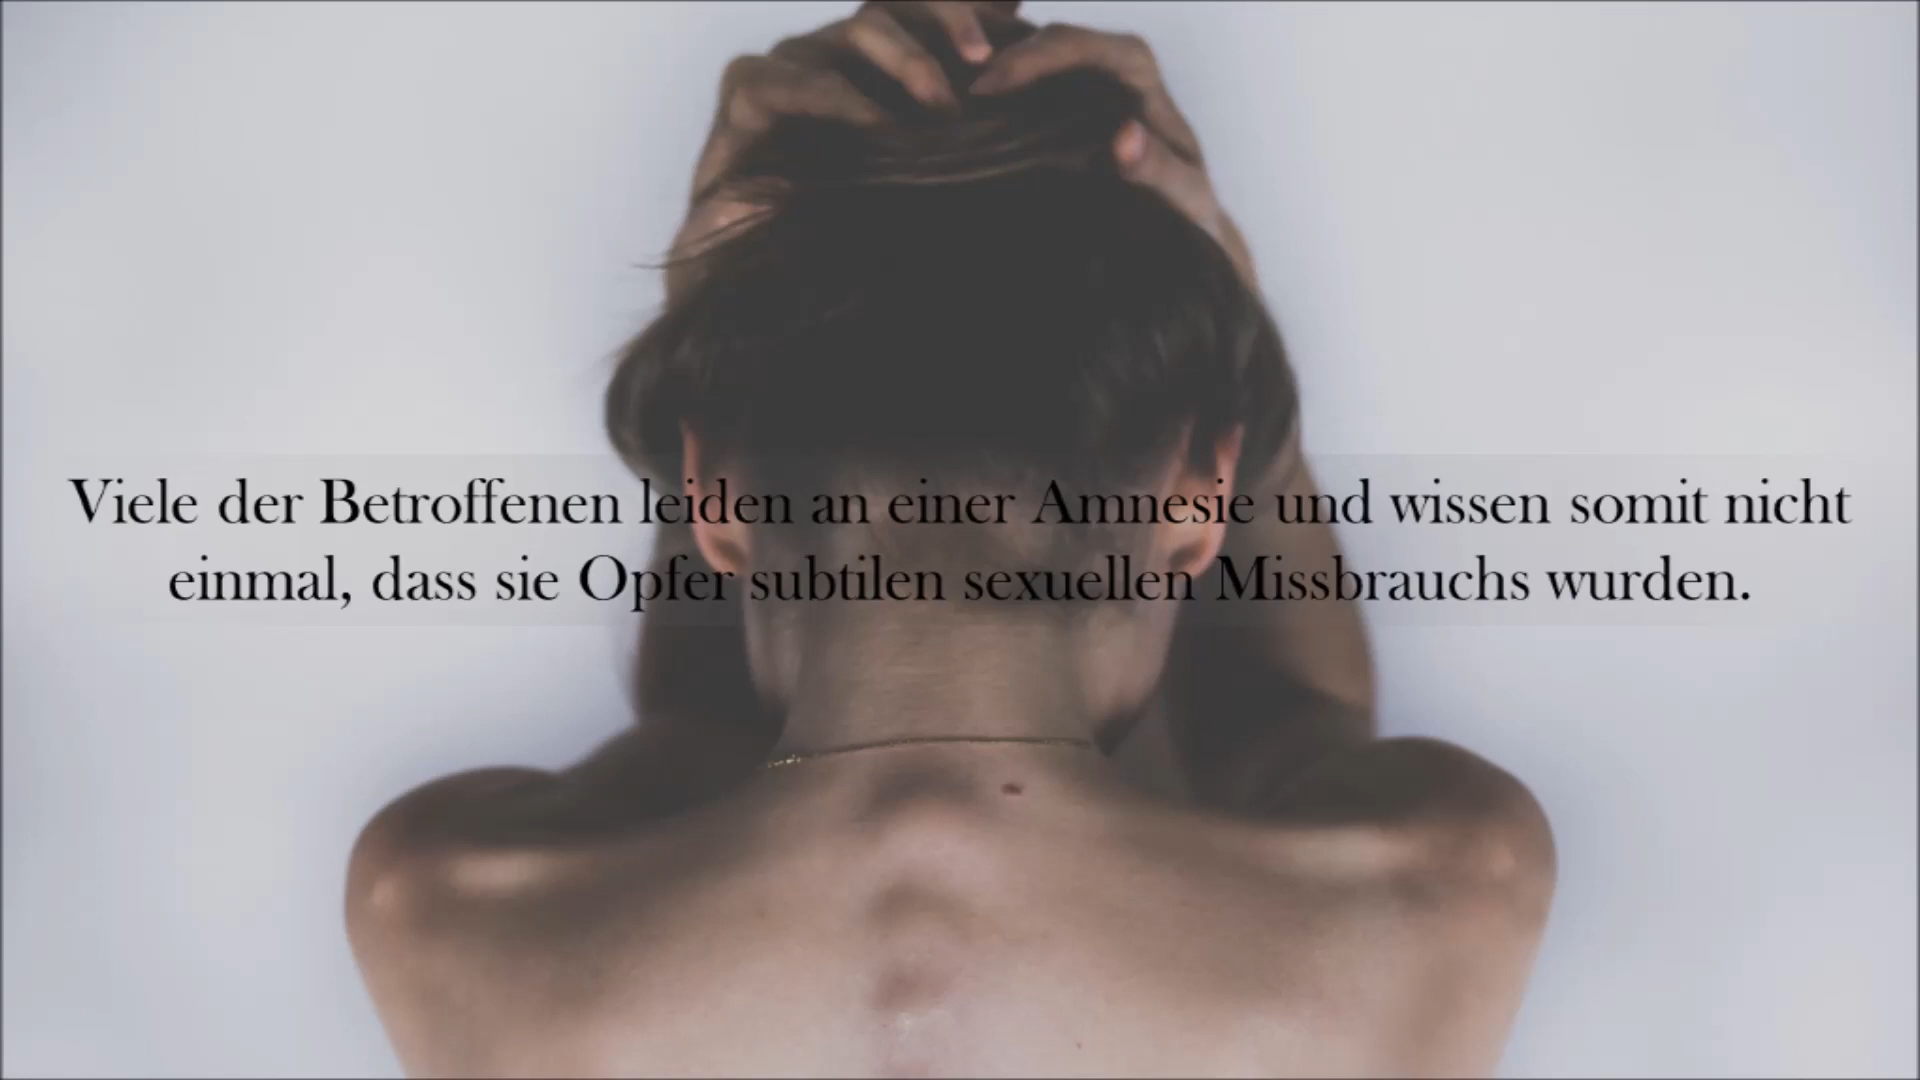 Viele der Betroffenen leiden an einer Amnesie und wissen somit nicht
einmal, dass sie Opfer subtilen sexuellen Missbrauchs wurden.